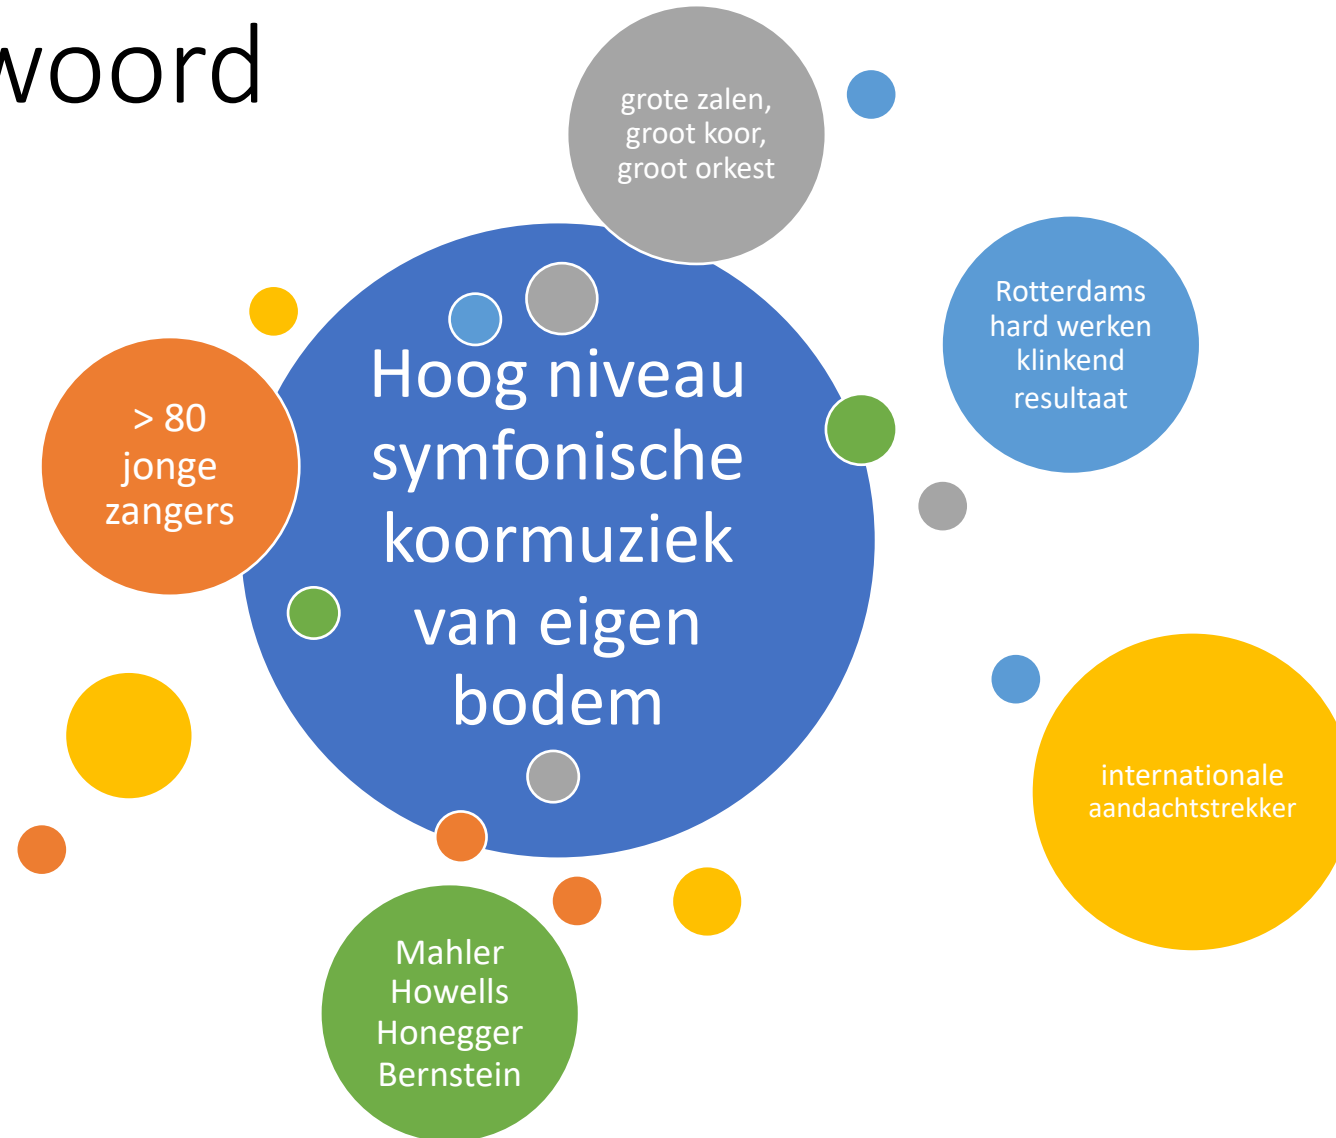 woord
grote zalen,
groot koor,
groot orkest
Rotterdams
hard werken
klinkend
resultaat
> 80
jonge
zangers
Hoog niveau
symfonische
koormuziek
van eigen
bodem
internationale
aandachtstrekker
Mahler
Howells
Honegger
Bernstein